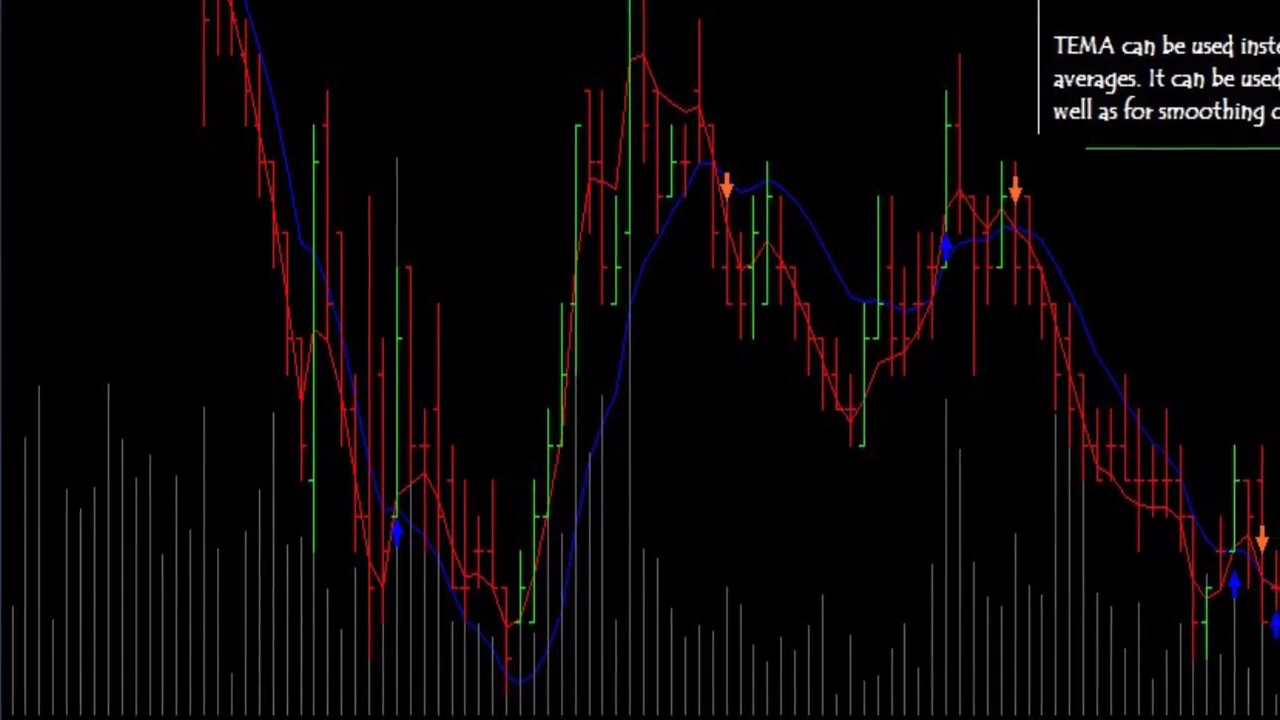 TEMA can be used
averages. It can be used
well as for smoothing